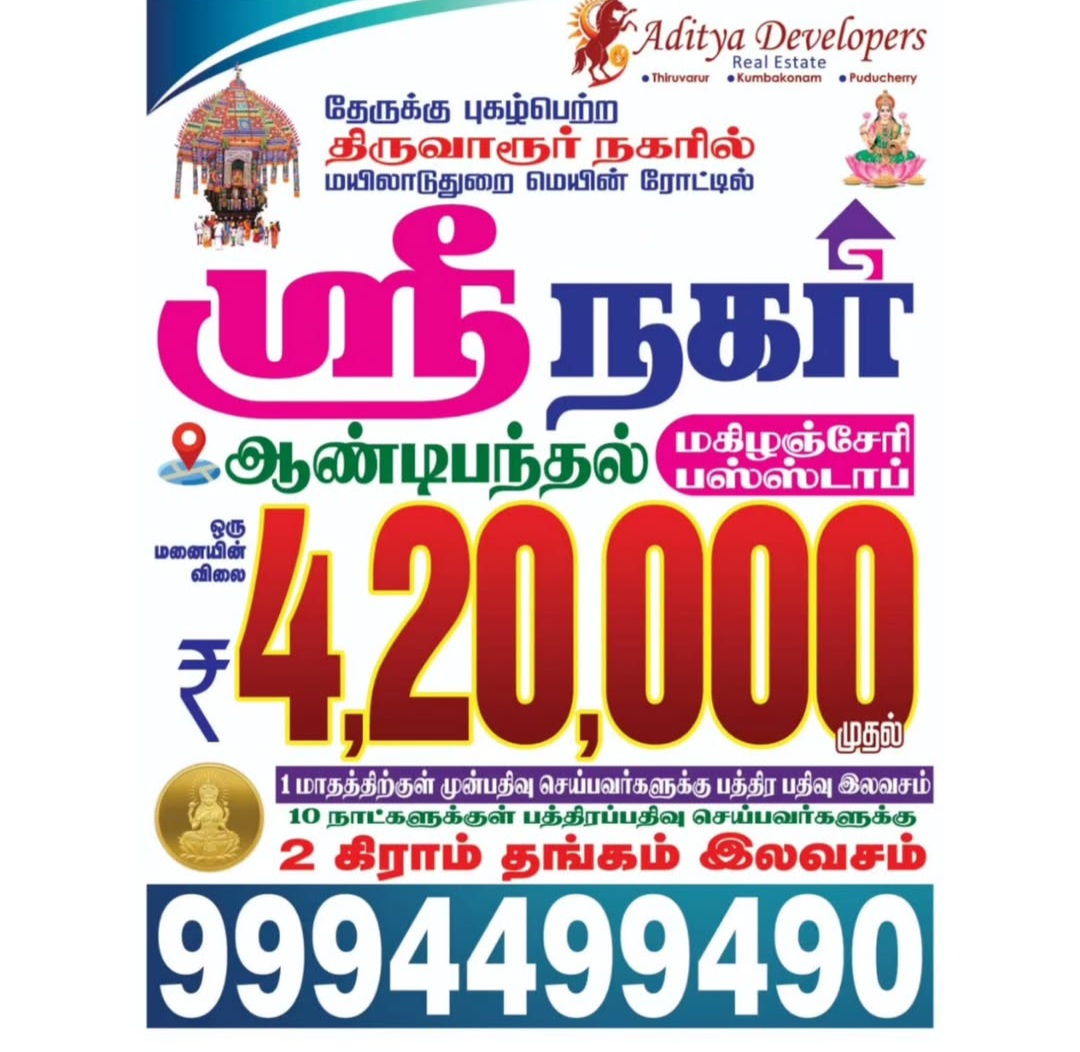 Aditya Developers
Real Estate
• Thiruvarur • Kumbakonam • Puducherry
தேருக்கு புகழ்பெற்ற
திருவாரூர் நகரில்
மயிலாடுதுறை மெயின் ரோட்டில்
ஸ்ரீ நகர்
ஆண்டிபந்தல்
மகிழஞ்சேரி
பஸ்ஸ்டாப்
ஒரு
மனையின்
விலை
₹4,20,000
முதல்
1 மாதத்திற்குள் முன்பதிவு செய்பவர்களுக்கு பத்திர பதிவு இலவசம்
10 நாட்களுக்குள் பத்திரப்பதிவு செய்பவர்களுக்கு
2 கிராம் தங்கம் இலவசம்
9994499490